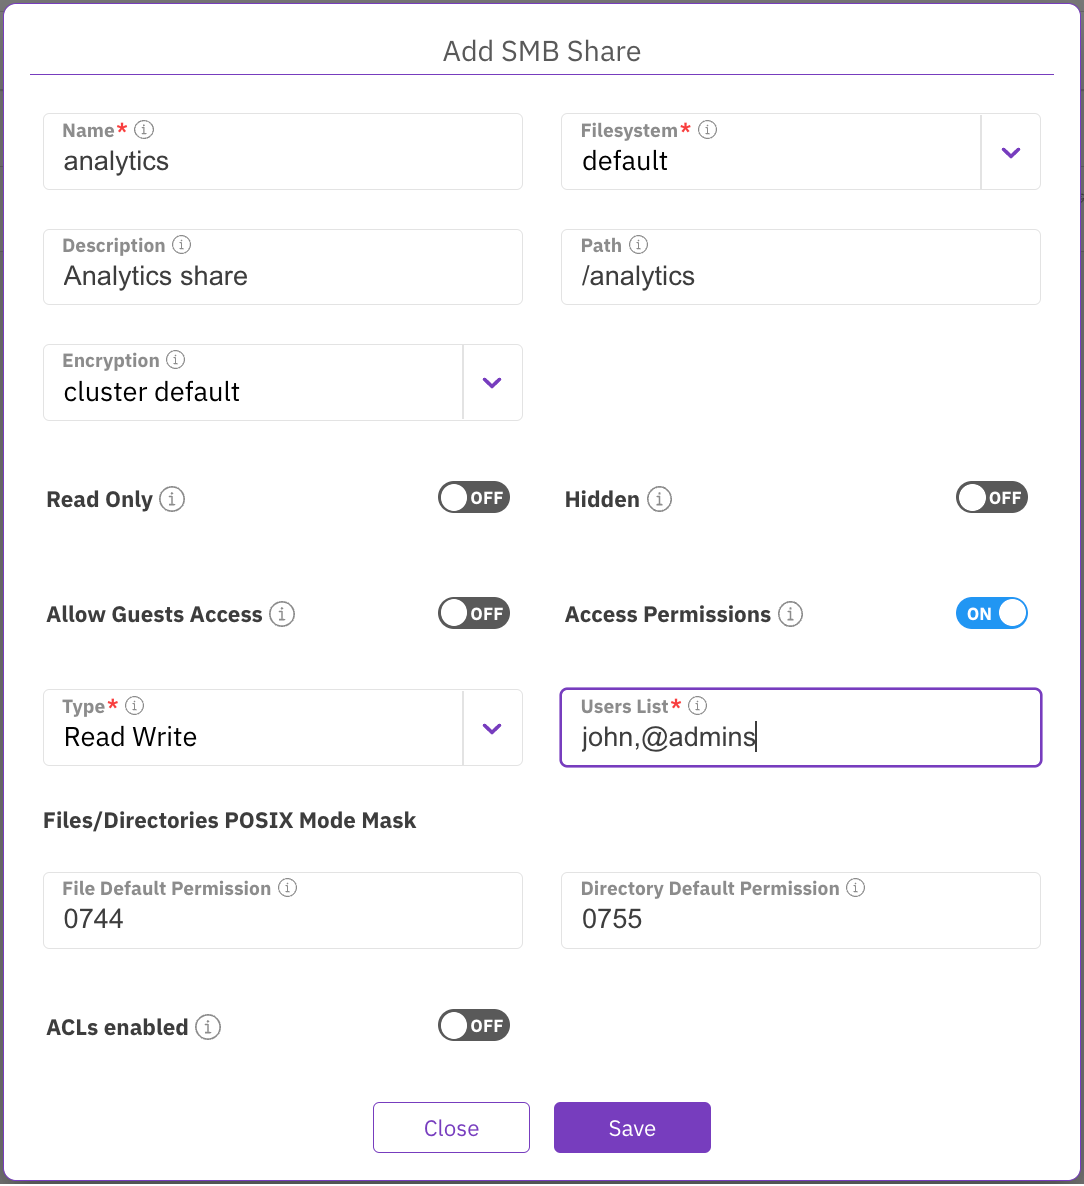 Add SMB Share
Name*
analytics
Filesystem*
default
Description
Analytics share
Path
/analytics
Encryption
cluster default
Read Only
OFF
Hidden
OFF
Allow Guests Access
OFF
Access Permissions
ON
Type*
Read Write
Users List*
john,@admins
Files/Directories POSIX Mode Mask
File Default Permission
0744
Directory Default Permission
0755
ACLs enabled
OFF
Close
Save